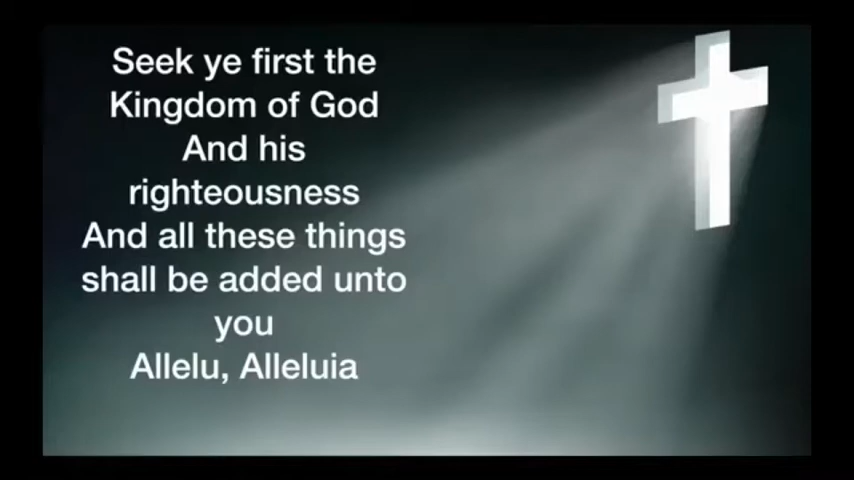 Seek ye first the
Kingdom of God
And his
righteousness
And all these things
shall be added unto
you
Allelu, Alleluia